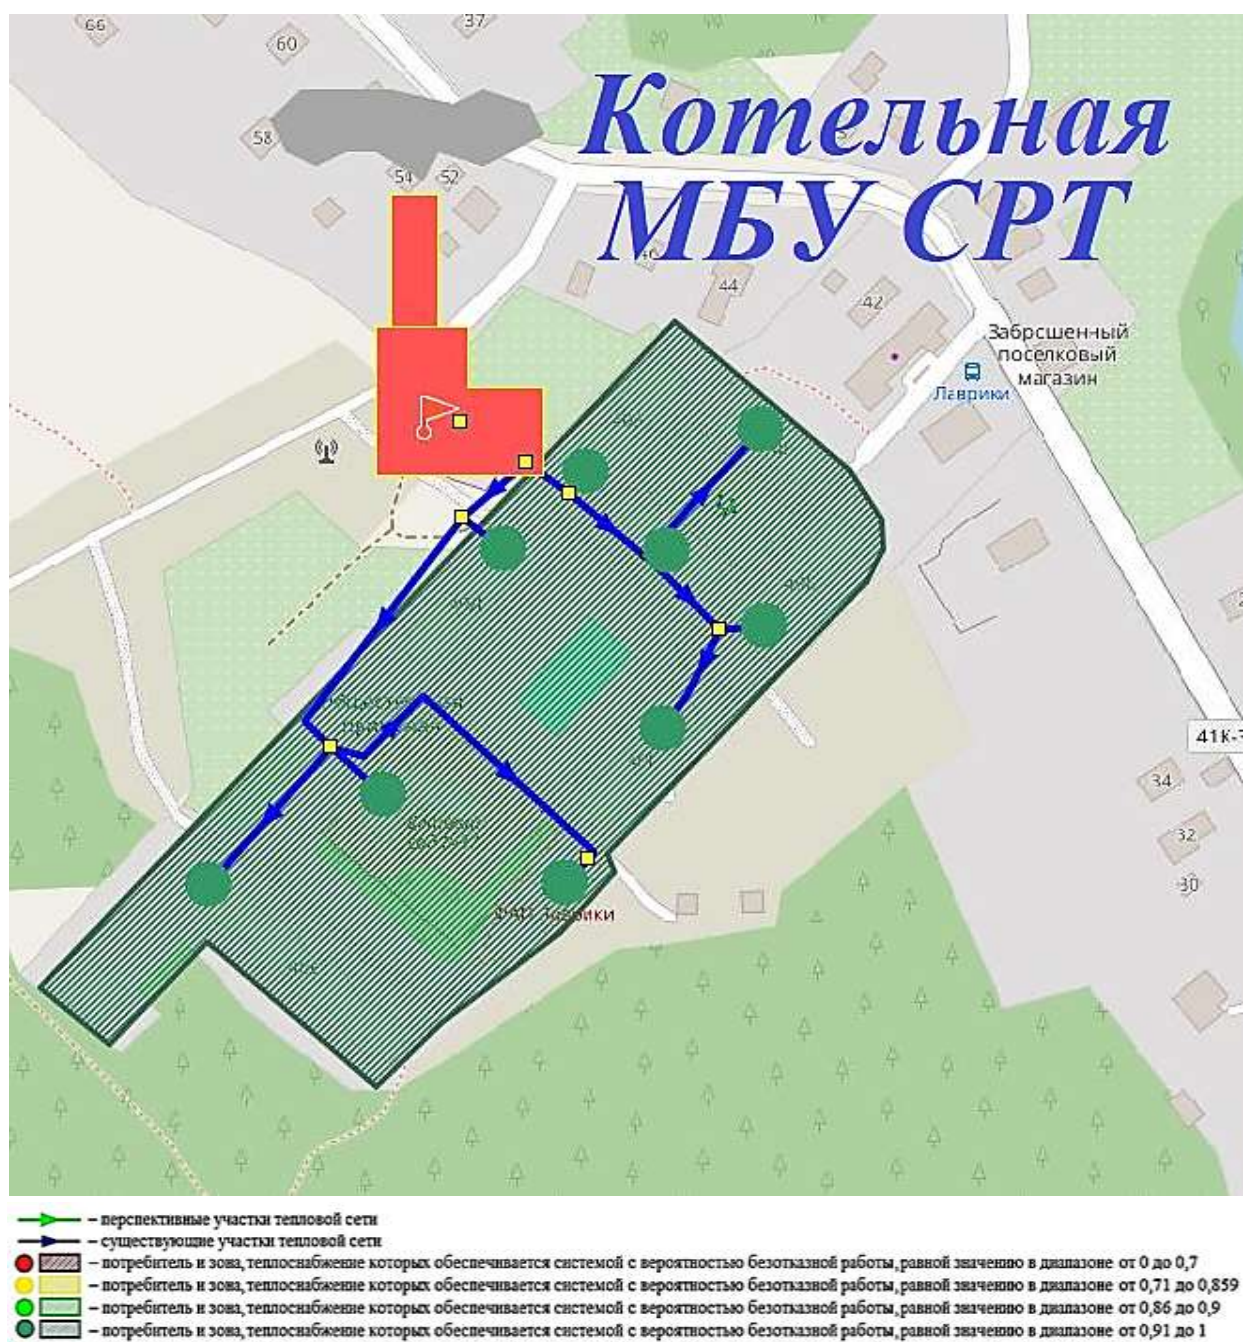 66
37
60
Котельная
МБУ СРТ
58
54
52
44
42
Забрсшенный
поселковый
магазин
Лаврики
41К-
34
32
30
– перспективные участки тепловой сети
– существующие участки тепловой сети
– потребитель и зона, теплоснабжение которых обеспечивается системой с вероятностью безотказной работы, равной значению в диапазоне от 0 до 0,7
– потребитель и зона, теплоснабжение которых обеспечивается системой с вероятностью безотказной работы, равной значению в диапазоне от 0,71 до 0,859
– потребитель и зона, теплоснабжение которых обеспечивается системой с вероятностью безотказной работы, равной значению в диапазоне от 0,86 до 0,9
– потребитель и зона, теплоснабжение которых обеспечивается системой с вероятностью безотказной работы, равной значению в диапазоне от 0,91 до 1